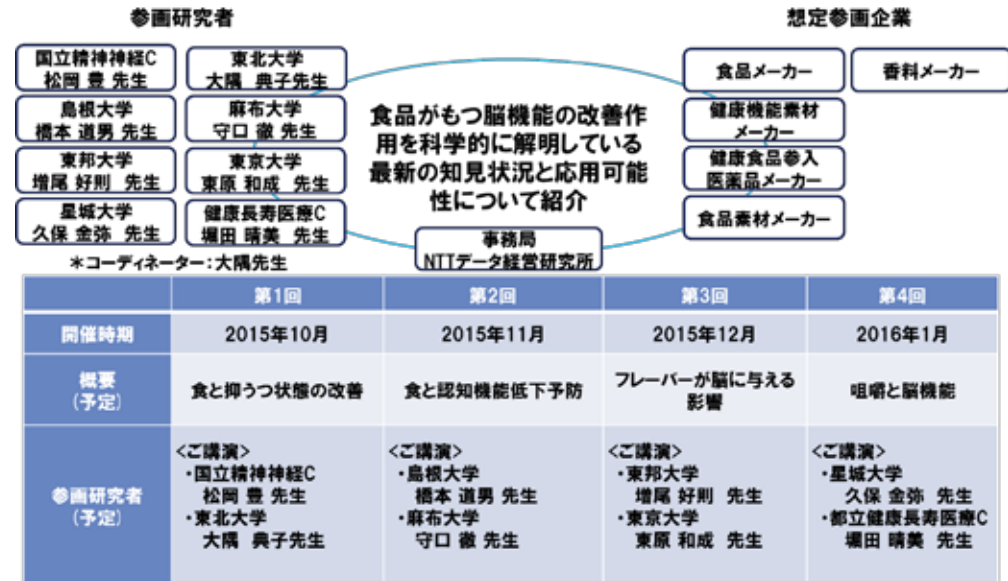 参画研究者
想定参画企業
国立精神神経C
松岡 豊 先生
東北大学
大隅 典子先生
島根大学
橋本 道男 先生
麻布大学
守口 徹 先生
東邦大学
増尾 好則 先生
東京大学
東原 和成 先生
星城大学
久保 金弥 先生
健康長寿医療C
堀田 晴美 先生
*コーディネーター:大隅先生
食品がもつ脳機能の改善作
用を科学的に解明している
最新の知見状況と応用可能
性について紹介
事務局
NTTデータ経営研究所
食品メーカー
香料メーカー
健康機能素材
メーカー
健康食品参入
医薬品メーカー
食品素材メーカー
第1回 第2回 第3回 第4回
開催時期 2015年10月 2015年11月 2015年12月 2016年1月
概要
(予定)
食と抑うつ状態の改善
食と認知機能低下予防
フレーバーが脳に与える
影響
咀嚼と脳機能
参画研究者
(予定)
<ご講演>
・国立精神神経C
松岡 豊 先生
・東北大学
大隅 典子先生
<ご講演>
・島根大学
橋本 道男 先生
・麻布大学
守口 徹 先生
<ご講演>
・東邦大学
増尾 好則 先生
・東京大学
東原 和成 先生
<ご講演>
・星城大学
久保 金弥 先生
・都立健康長寿医療C
堀田 晴美 先生